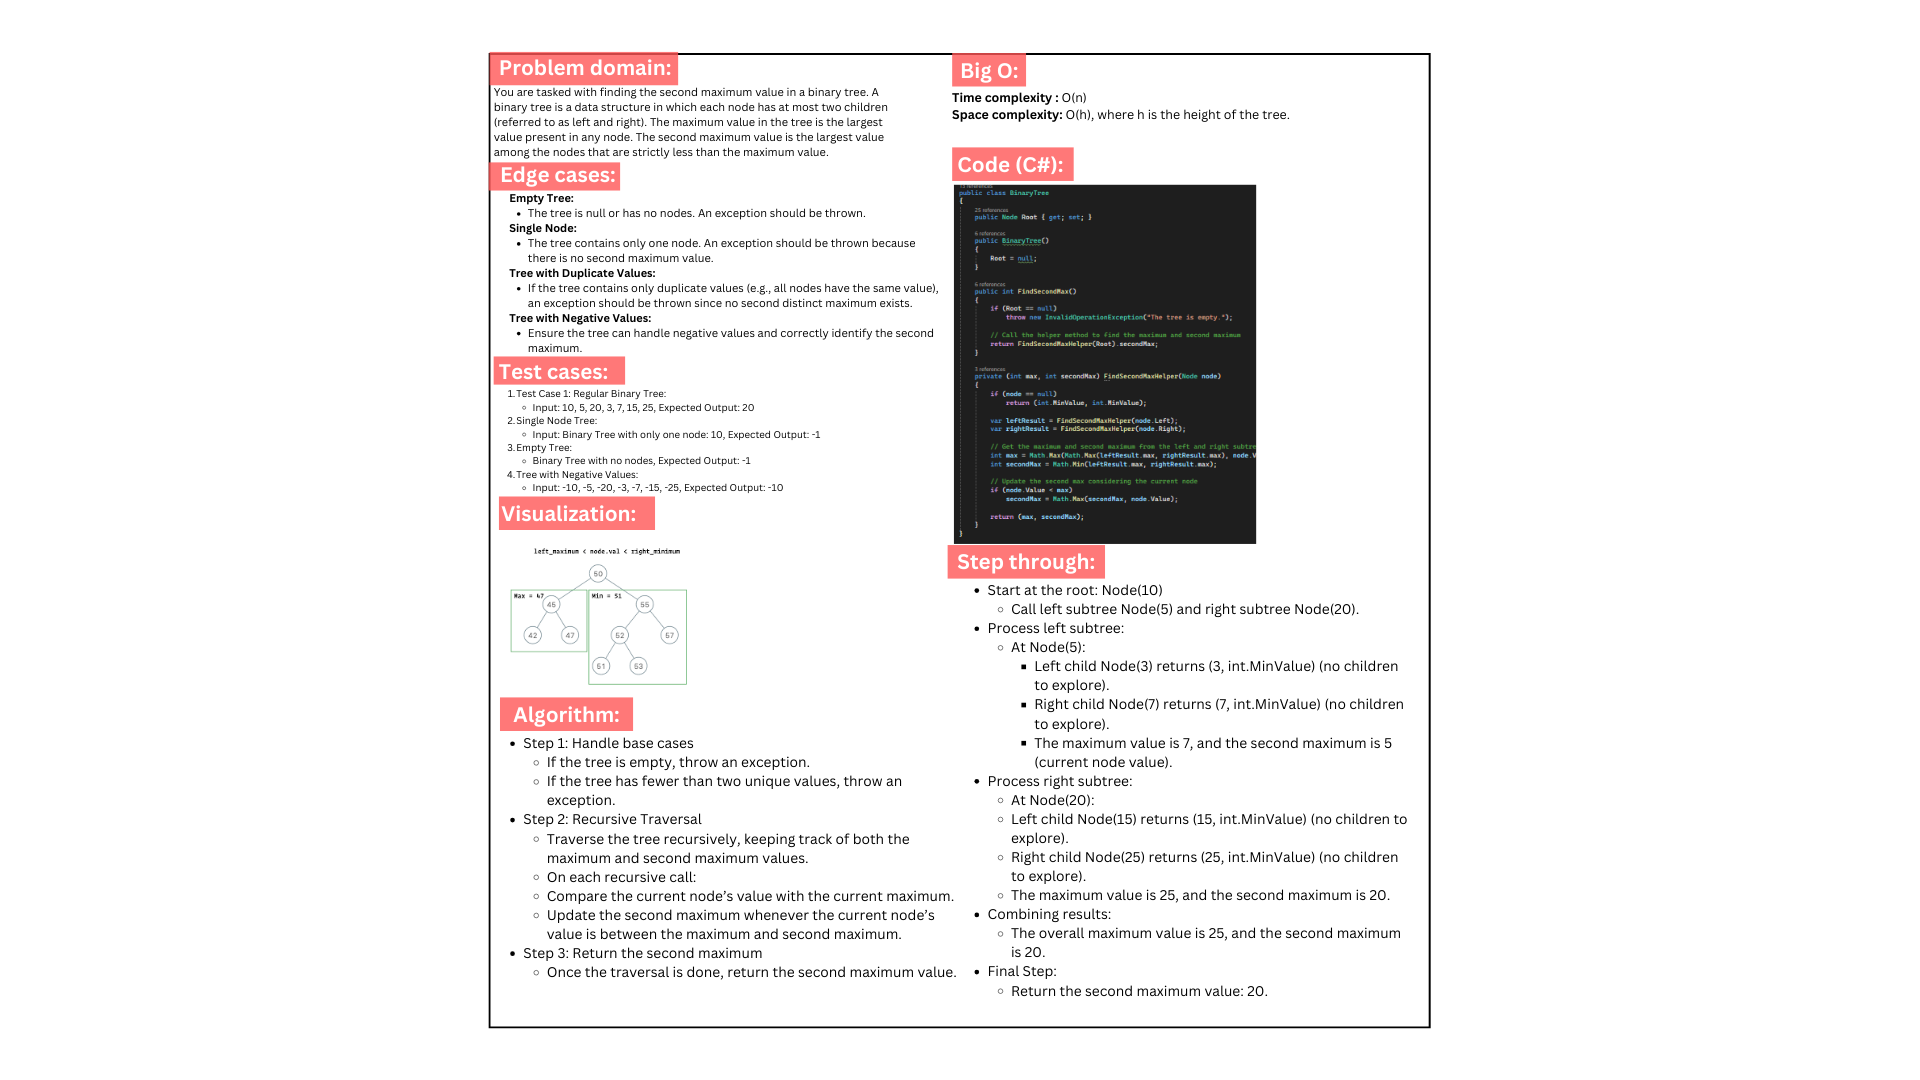 Problem domain:
You are tasked with finding the second maximum value in a binary tree. A
binary tree is a data structure in which each node has at most two children
(referred to as left and right). The maximum value in the tree is the largest
value present in any node. The second maximum value is the largest value
among the nodes that are strictly less than the maximum value.
Edge cases:
Empty Tree:
• The tree is null or has no nodes. An exception should be thrown.
Single Node:
• The tree contains only one node. An exception should be thrown because
there is no second maximum value.
Tree with Duplicate Values:
• If the tree contains only duplicate values (e.g., all nodes have the same value),
an exception should be thrown since no second distinct maximum exists.
Tree with Negative Values:
• Ensure the tree can handle negative values and correctly identify the second
maximum.
Test cases:
1.Test Case 1: Regular Binary Tree:
◦ Input: 10, 5, 20, 3, 7, 15, 25, Expected Output: 20
2.Single Node Tree:
◦ Input: Binary Tree with only one node: 10, Expected Output: -1
3.Empty Tree:
◦ Binary Tree with no nodes, Expected Output: -1
4.Tree with Negative Values:
◦ Input: -10, -5, -20, -3, -7, -15, -25, Expected Output: -10
Visualization:
left_maximum < node.val < right_minimum
50
Max = 47
Min = 51
45
55
42
47
52
57
51
53
Algorithm:
• Step 1: Handle base cases
◦ If the tree is empty, throw an exception.
◦ If the tree has fewer than two unique values, throw an
exception.
• Step 2: Recursive Traversal
◦ Traverse the tree recursively, keeping track of both the
maximum and second maximum values.
◦ On each recursive call:
◦ Compare the current node’s value with the current maximum.
◦ Update the second maximum whenever the current node’s
value is between the maximum and second maximum.
• Step 3: Return the second maximum
◦ Once the traversal is done, return the second maximum value.
Big O:
Time complexity : O(n)
Space complexity: O(h), where h is the height of the tree.
Code (C#):
13 references
public class BinaryTree
{
25 references
public Node Root { get; set; }
6 references
public BinaryTree()
{
Root = null;
}
6 references
public int FindSecondMax()
{
if (Root == null)
throw new InvalidOperationException("The tree is empty.");
// Call the helper method to find the maximum and second maximum
return FindSecondMaxHelper(Root).secondMax;
}
3 references
private (int max, int secondMax) FindSecondMaxHelper(Node node)
{
if (node == null)
return (int.MinValue, int.MinValue);
var leftResult = FindSecondMaxHelper(node.Left);
var rightResult = FindSecondMaxHelper(node.Right);
// Get the maximum and second maximum from the left and right subtre
int max = Math.Max(Math.Max(leftResult.max, rightResult.max), node.V
int secondMax = Math.Min(leftResult.max, rightResult.max);
// Update the second max considering the current node
if (node.Value < max)
secondMax = Math.Max(secondMax, node.Value);
return (max, secondMax);
}
}
Step through:
• Start at the root: Node(10)
◦ Call left subtree Node(5) and right subtree Node(20).
• Process left subtree:
◦ At Node(5):
▪ Left child Node(3) returns (3, int.MinValue) (no children
to explore).
▪ Right child Node(7) returns (7, int.MinValue) (no children
to explore).
▪ The maximum value is 7, and the second maximum is 5
(current node value).
• Process right subtree:
◦ At Node(20):
◦ Left child Node(15) returns (15, int.MinValue) (no children to
explore).
◦ Right child Node(25) returns (25, int.MinValue) (no children
to explore).
◦ The maximum value is 25, and the second maximum is 20.
• Combining results:
◦ The overall maximum value is 25, and the second maximum
is 20.
• Final Step:
◦ Return the second maximum value: 20.